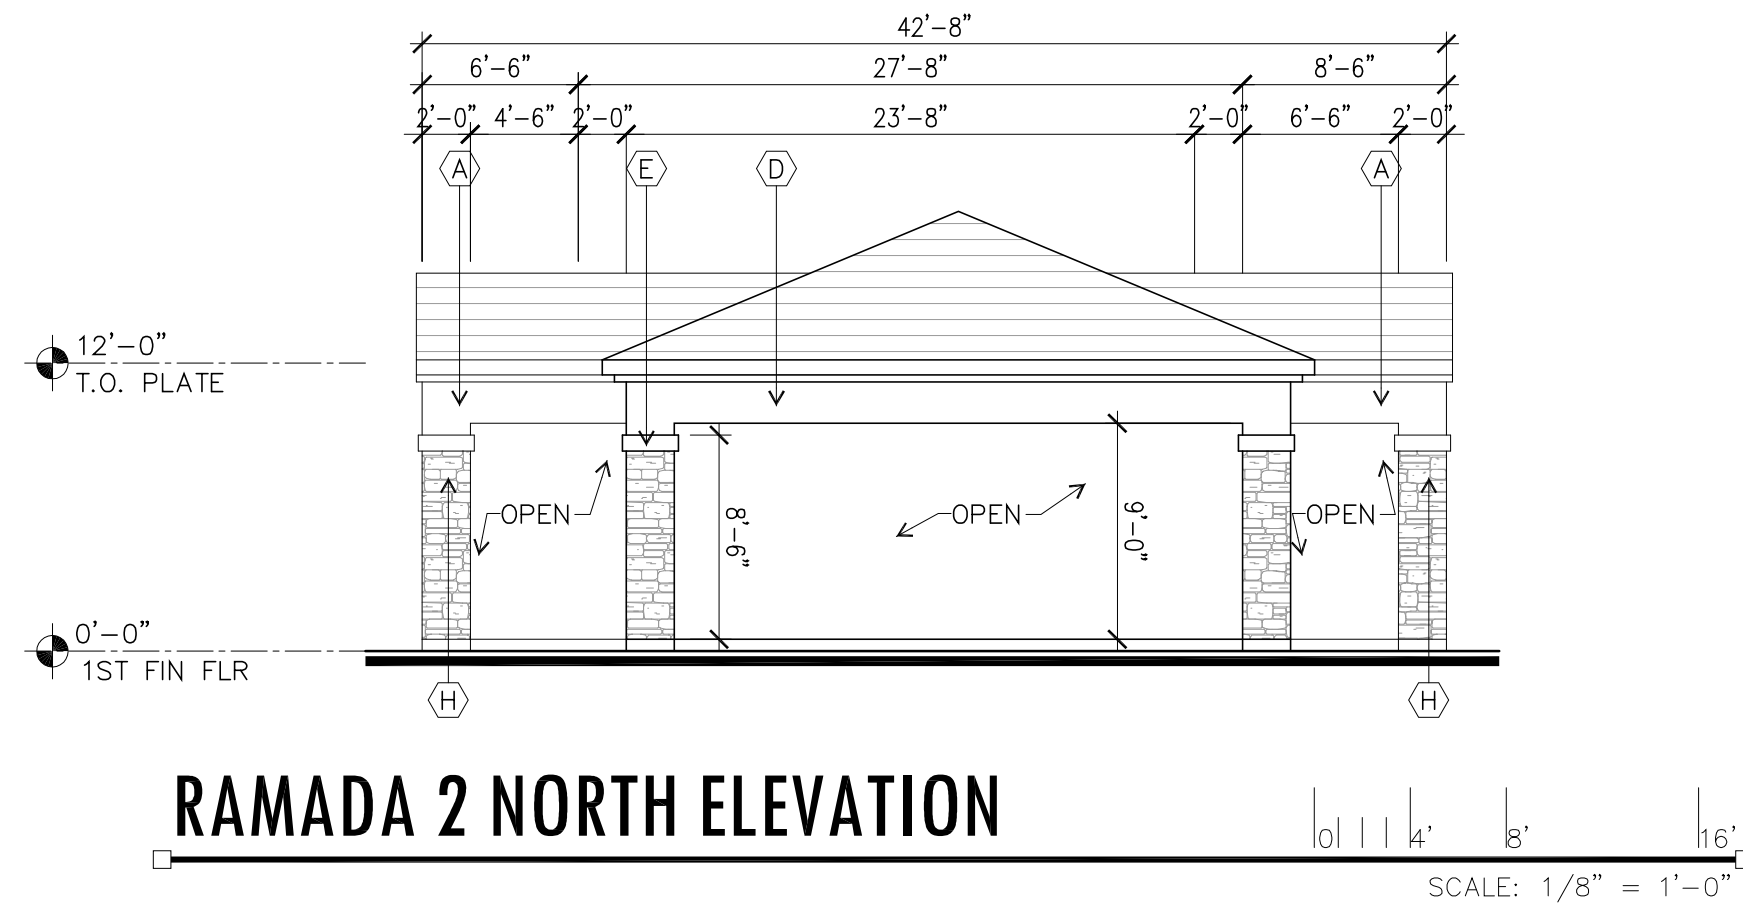 42'-8"
6'-6" 27'-8" 8'-6"
2'-0" 4'-6" 2'-0" 23'-8" 2'-0" 6'-6" 2'-0"
A E D A
12'-0"
T.O. PLATE
OPEN OPEN OPEN
8'-6" 9'-0"
0'-0"
1ST FIN FLR
H H
RAMADA 2 NORTH ELEVATION
0 4' 8' 16'
SCALE: 1/8" = 1'-0"